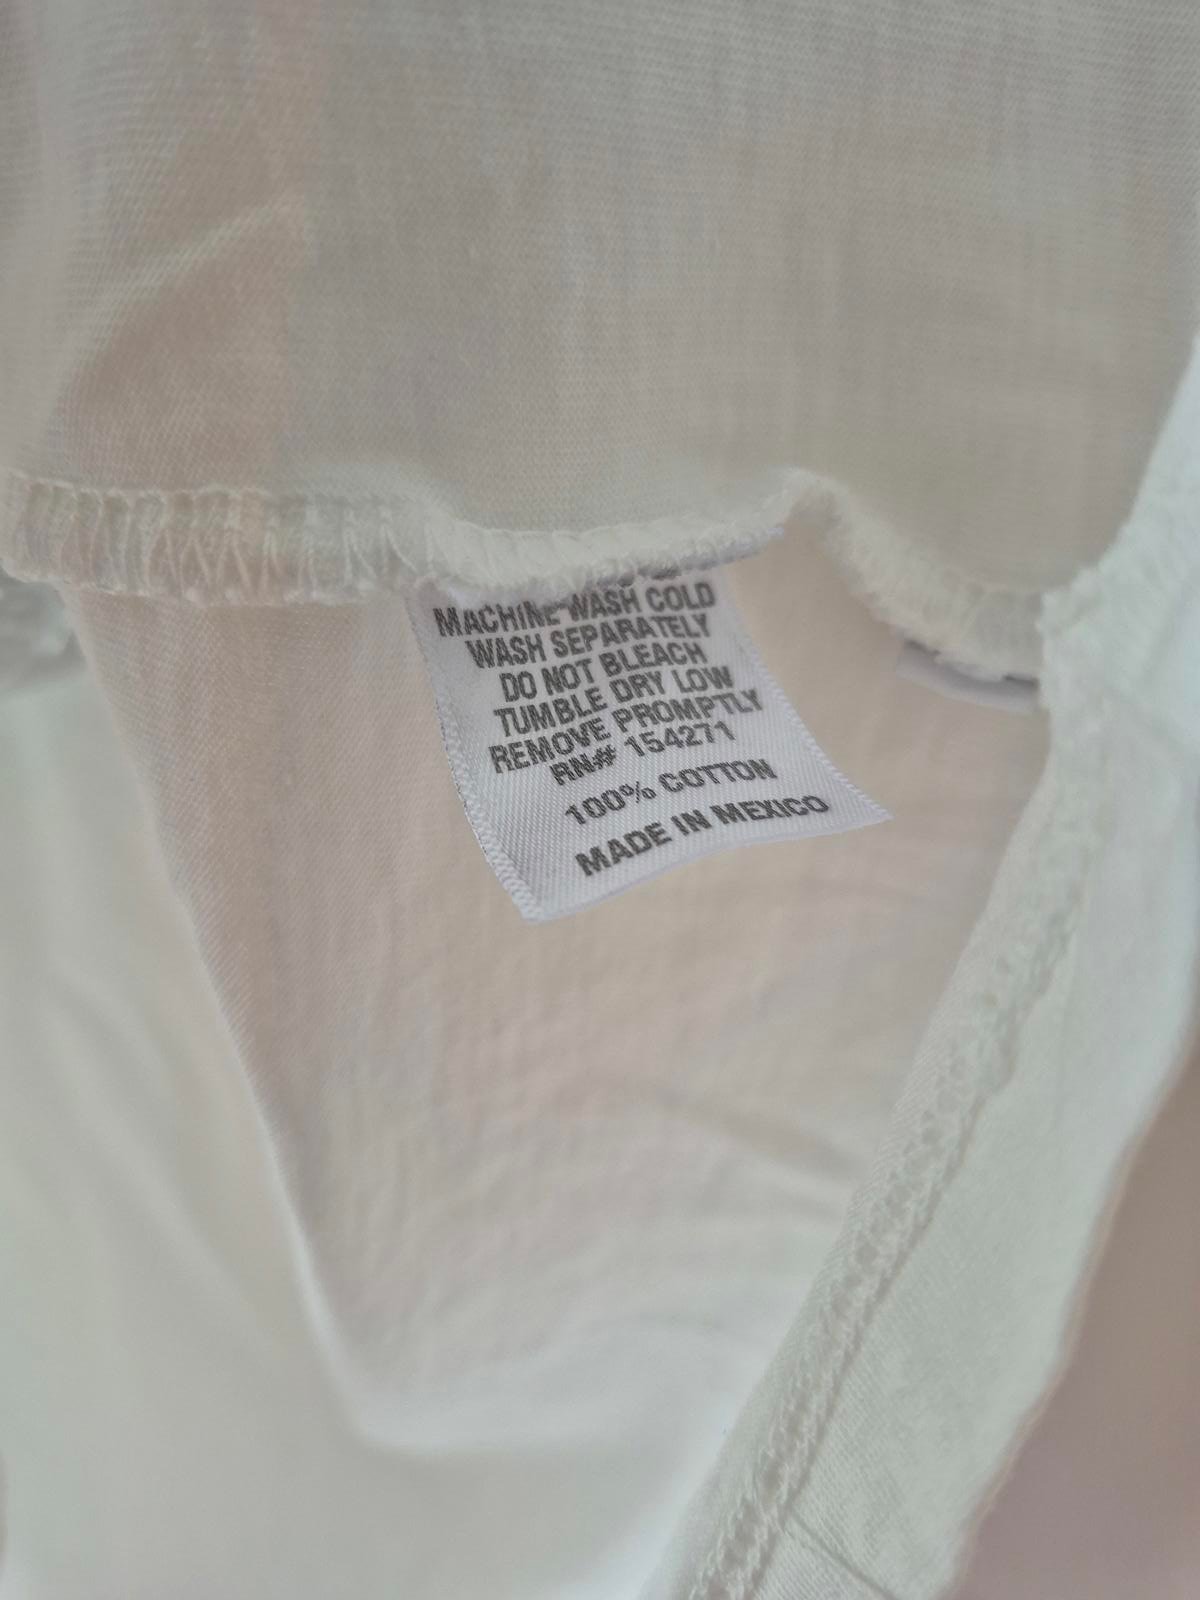 MACHINE WASH COLD
WASH SEPARATELY
DO NOT BLEACH
TUMBLE DRY LOW
REMOVE PROMPTLY
RN# 154271
100% COTTON
MADE IN MEXICO